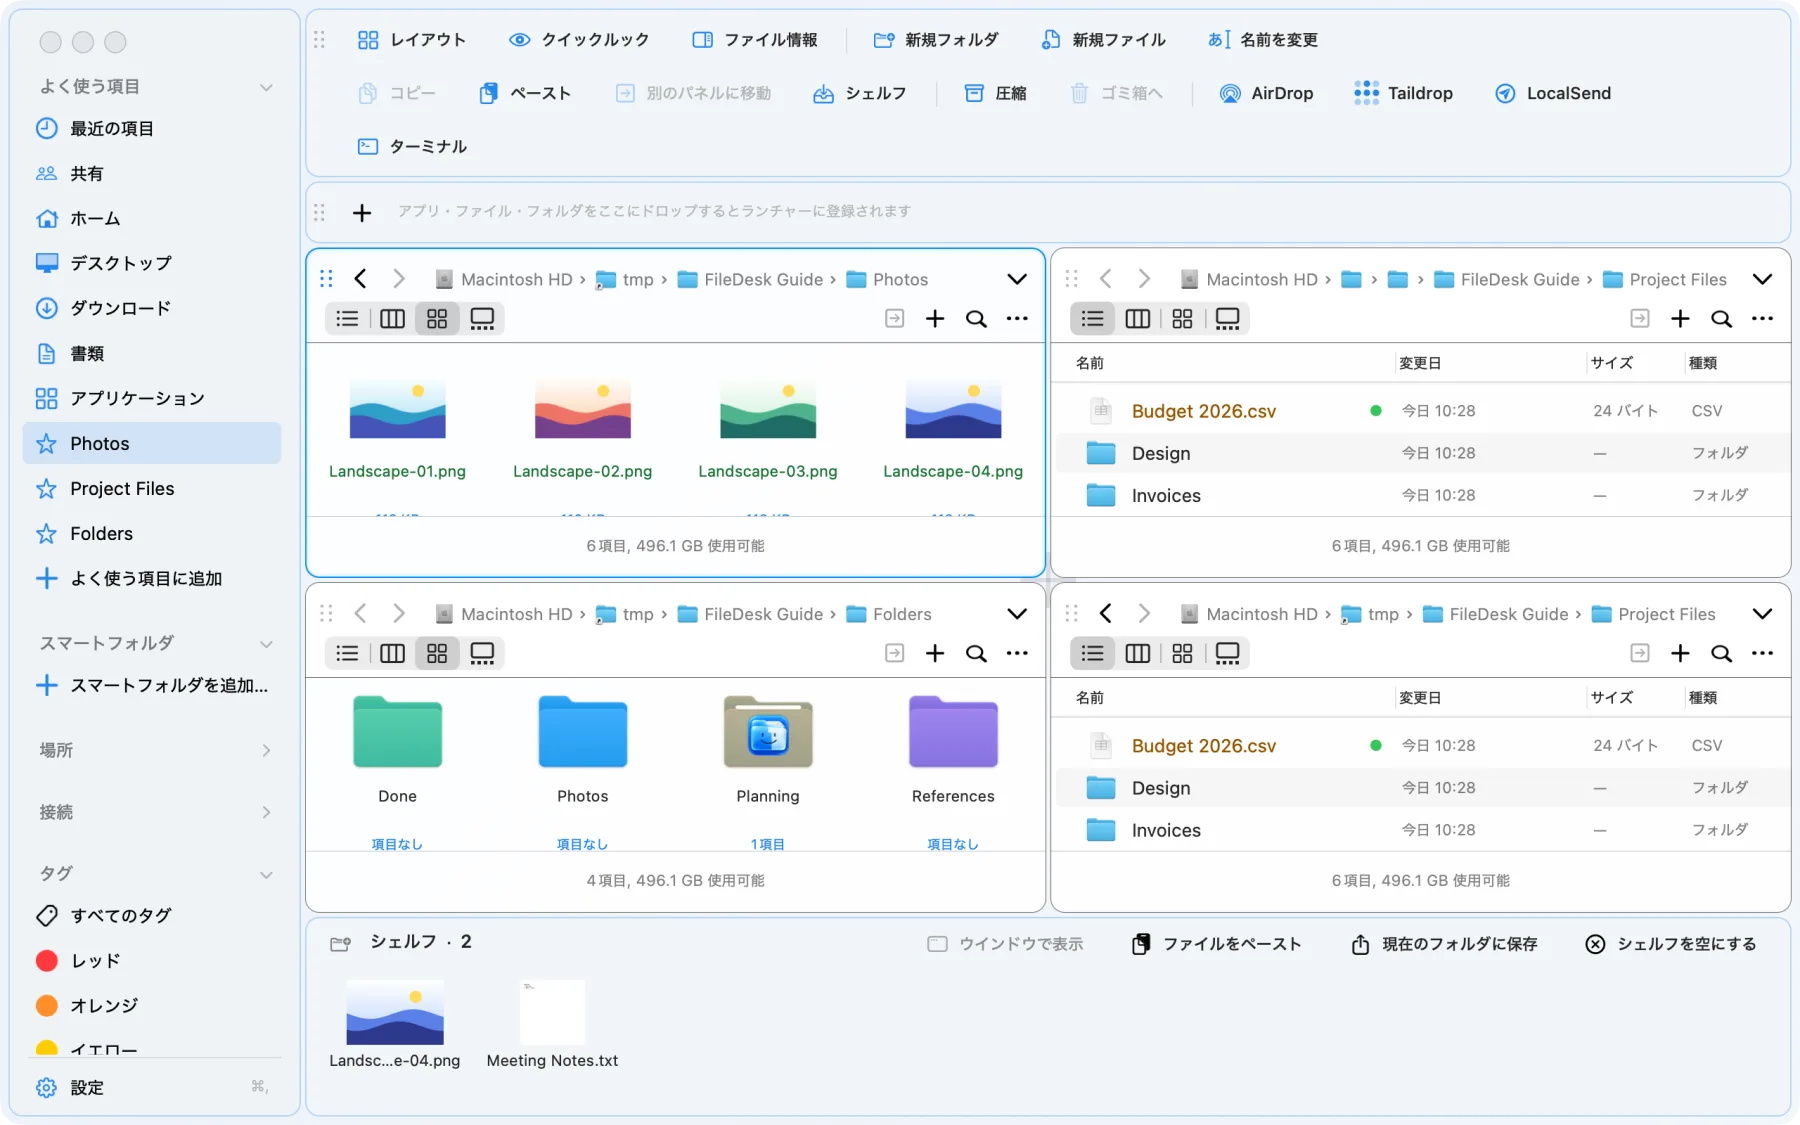 よく使う項目
最近の項目
共有
ホーム
デスクトップ
ダウンロード
書類
アプリケーション
Photos
Project Files
Folders
よく使う項目に追加
スマートフォルダ
スマートフォルダを追加...
場所
接続
タグ
すべてのタグ
レッド
オレンジ
イエロー
設定 ⌘,
レイアウト クイックルック ファイル情報 新規フォルダ 新規ファイル あ 名前を変更
コピー ペースト 別のパネルに移動 シェルフ 圧縮 ゴミ箱へ AirDrop Taildrop LocalSend
ターミナル
アプリ・ファイル・フォルダをここにドロップするとランチャーに登録されます
Macintosh HD › tmp › FileDesk Guide › Photos
Landscape-01.png Landscape-02.png Landscape-03.png Landscape-04.png
6項目, 496.1 GB 使用可能
Macintosh HD › › › FileDesk Guide › Project Files
名前 変更日 サイズ 種類
Budget 2026.csv 今日 10:28 24 バイト CSV
Design 今日 10:28 — フォルダ
Invoices 今日 10:28 — フォルダ
6項目, 496.1 GB 使用可能
Macintosh HD › tmp › FileDesk Guide › Folders
Done Photos Planning References
項目なし 項目なし 1項目 項目なし
4項目, 496.1 GB 使用可能
Macintosh HD › tmp › FileDesk Guide › Project Files
名前 変更日 サイズ 種類
Budget 2026.csv 今日 10:28 24 バイト CSV
Design 今日 10:28 — フォルダ
Invoices 今日 10:28 — フォルダ
6項目, 496.1 GB 使用可能
シェルフ · 2 ウインドウで表示 ファイルをペースト 現在のフォルダに保存 シェルフを空にする
Landsc...e-04.png Meeting Notes.txt